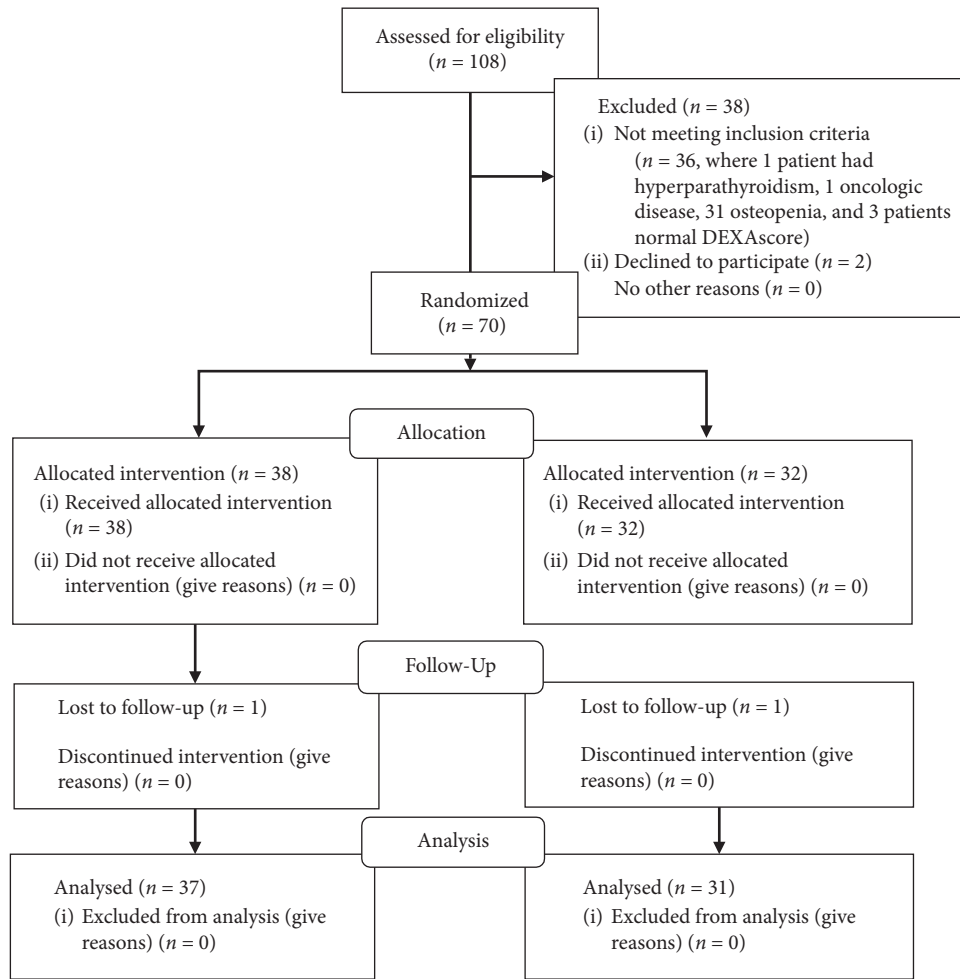 Assessed for eligibility
(n = 108)
Excluded (n = 38)
(i) Not meeting inclusion criteria
(n = 36, where 1 patient had
hyperparathyroidism, 1 oncologic
disease, 31 osteopenia, and 3 patients
normal DEXAscore)
(ii) Declined to participate (n = 2)
No other reasons (n = 0)
Randomized
(n = 70)
Allocation
Allocated intervention (n = 38)
(i) Received allocated intervention
(n = 38)
(ii) Did not receive allocated
intervention (give reasons) (n = 0)
Allocated intervention (n = 32)
(i) Received allocated intervention
(n = 32)
(ii) Did not receive allocated
intervention (give reasons) (n = 0)
Follow-Up
Lost to follow-up (n = 1)
Discontinued intervention (give
reasons) (n = 0)
Lost to follow-up (n = 1)
Discontinued intervention (give
reasons) (n = 0)
Analysis
Analysed (n = 37)
(i) Excluded from analysis (give
reasons) (n = 0)
Analysed (n = 31)
(i) Excluded from analysis (give
reasons) (n = 0)